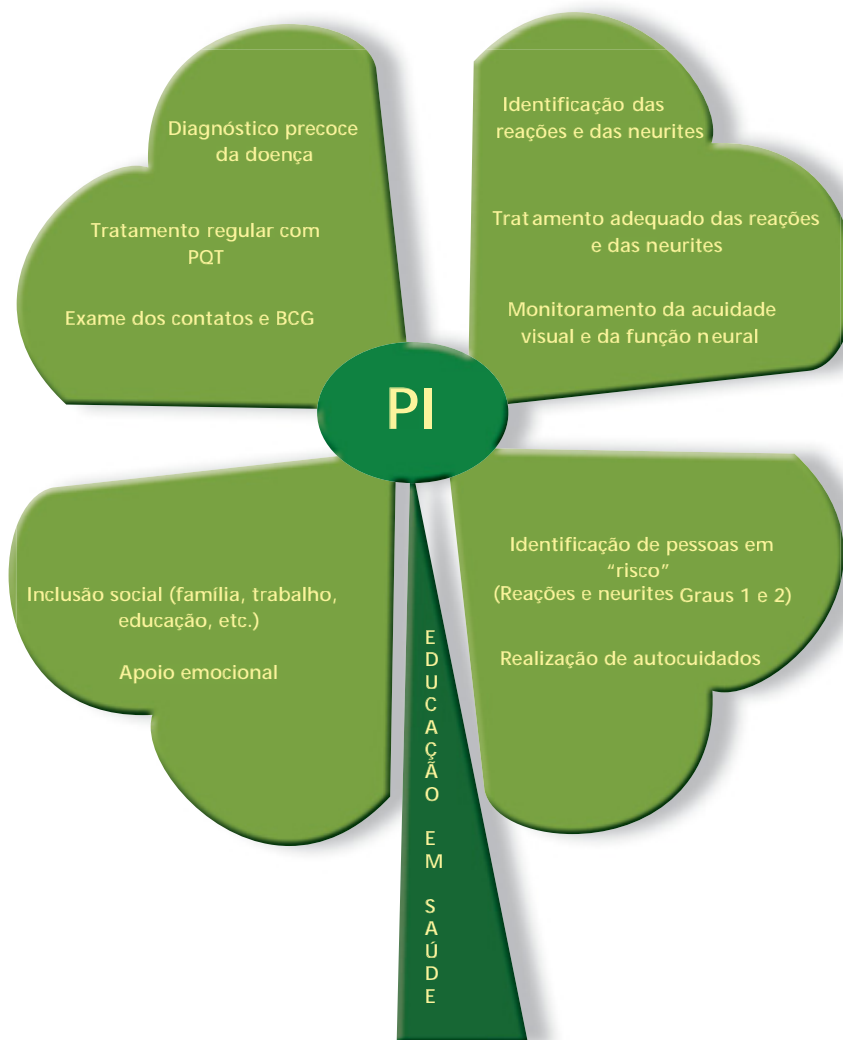 Diagnóstico precoce
da doença
Tratamento regular com
PQT
Exame dos contatos e BCG
Identificação das
reações e das neurites
Tratamento adequado das reações
e das neurites
Monitoramento da acuidade
visual e da função neural
PI
Inclusão social (família, trabalho,
educação, etc.)
Apoio emocional
Identificação de pessoas em
“risco”
(Reações e neurites Graus 1 e 2)
Realização de autocuidados
EDUCAÇÃO EM SAÚDE